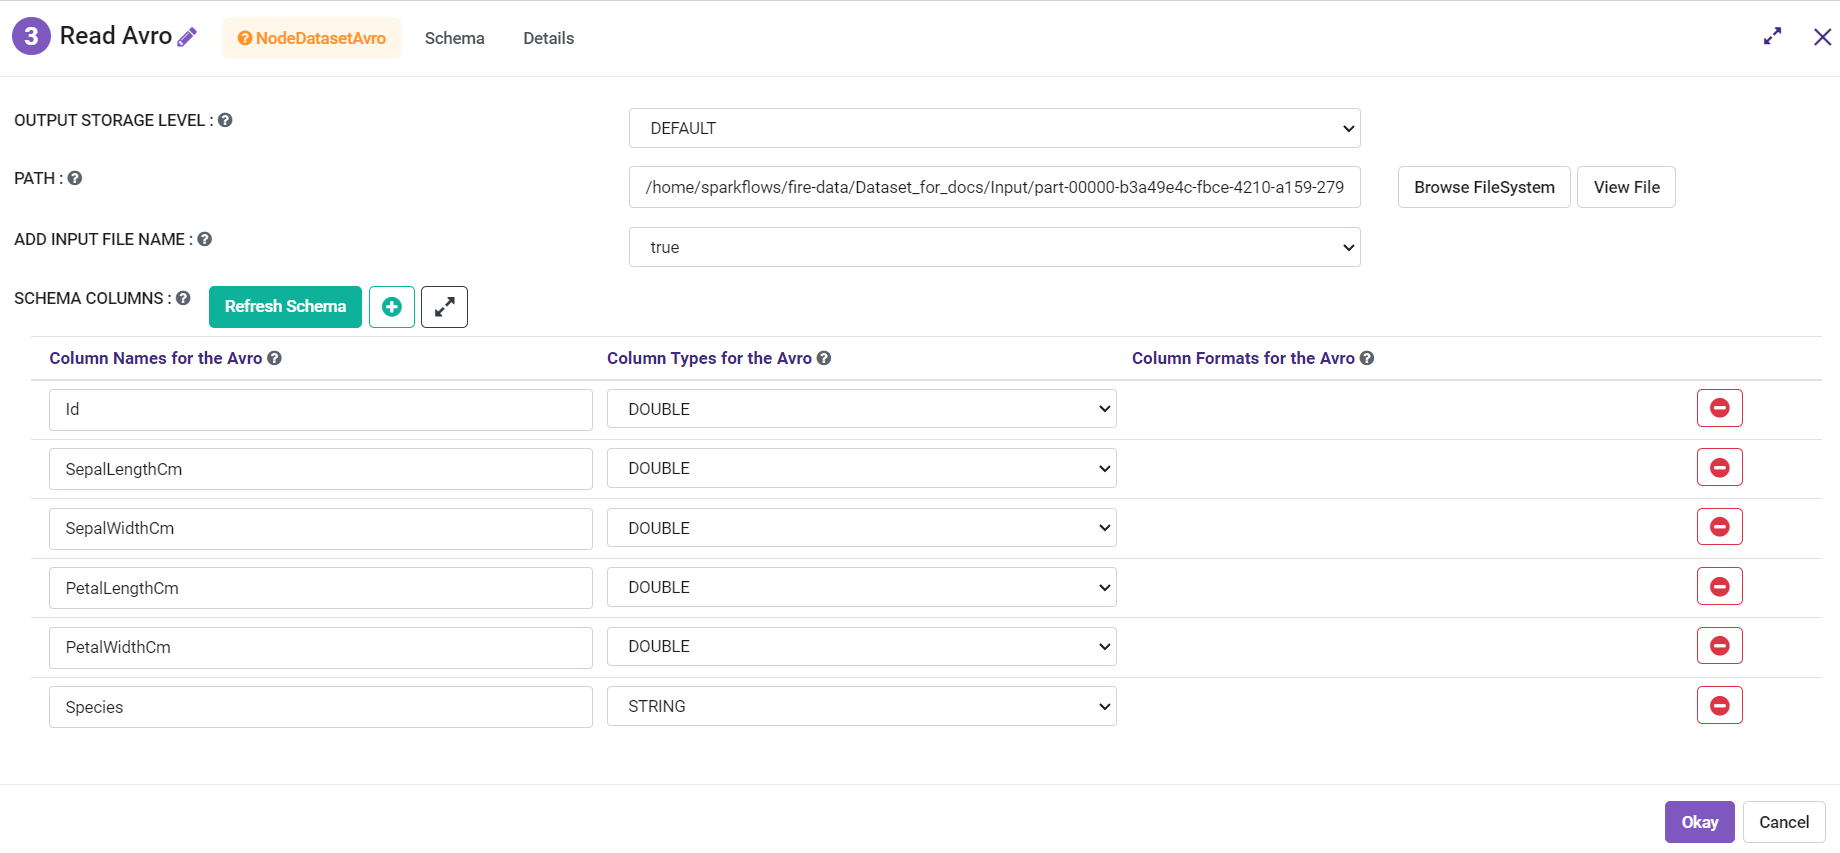 3 Read Avro NodeDatasetAvro Schema Details
OUTPUT STORAGE LEVEL : DEFAULT
PATH : /home/sparkflows/fire-data/Dataset_for_docs/Input/part-00000-b3a49e4c-fbce-4210-a159-279 Browse FileSystem View File
ADD INPUT FILE NAME : true
SCHEMA COLUMNS : Refresh Schema
Column Names for the Avro Column Types for the Avro Column Formats for the Avro
Id DOUBLE
SepalLengthCm DOUBLE
SepalWidthCm DOUBLE
PetalLengthCm DOUBLE
PetalWidthCm DOUBLE
Species STRING
Okay Cancel